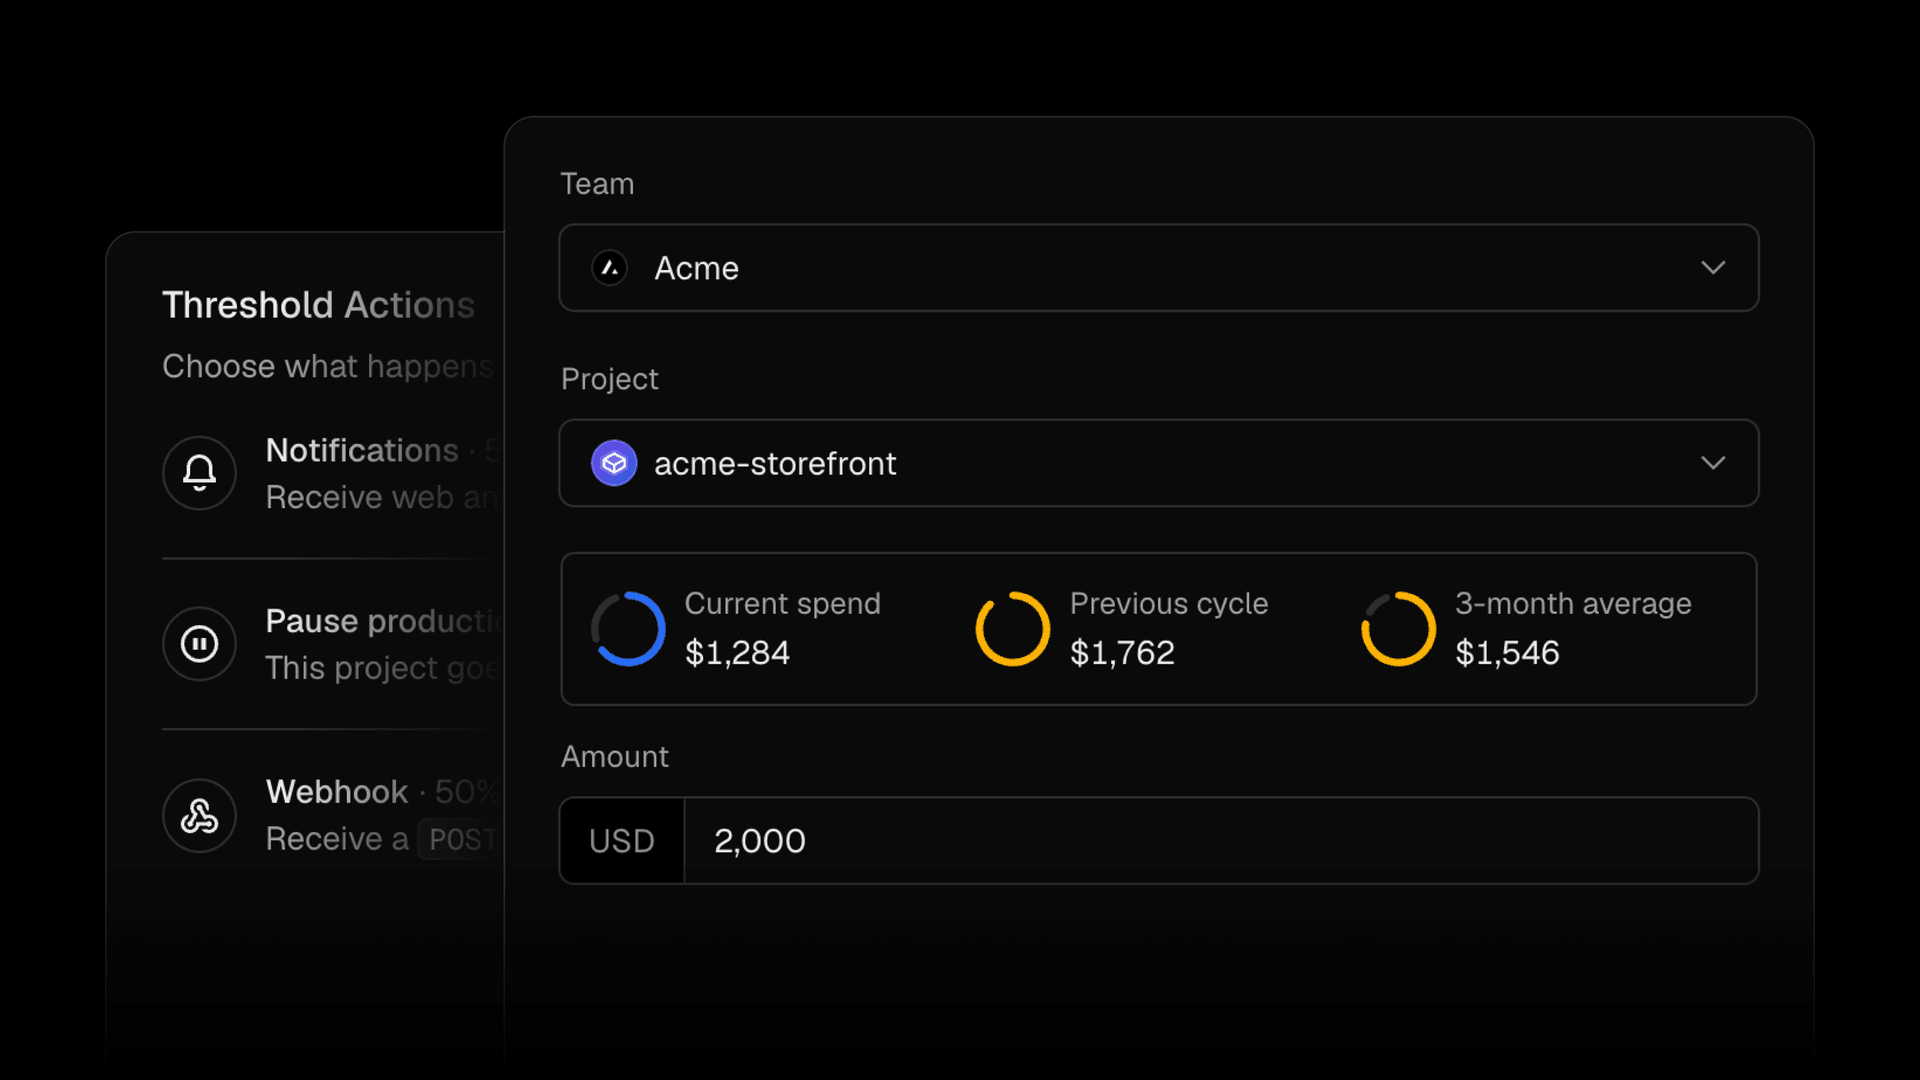 Threshold Actions
Choose what happens
Notifications ·
Receive web
Pause
This project
Webhook · 50%
Receive a POST
Team
Acme
Project
acme-storefront
Current spend
$1,284
Previous cycle
$1,762
3-month average
$1,546
Amount
USD 2,000